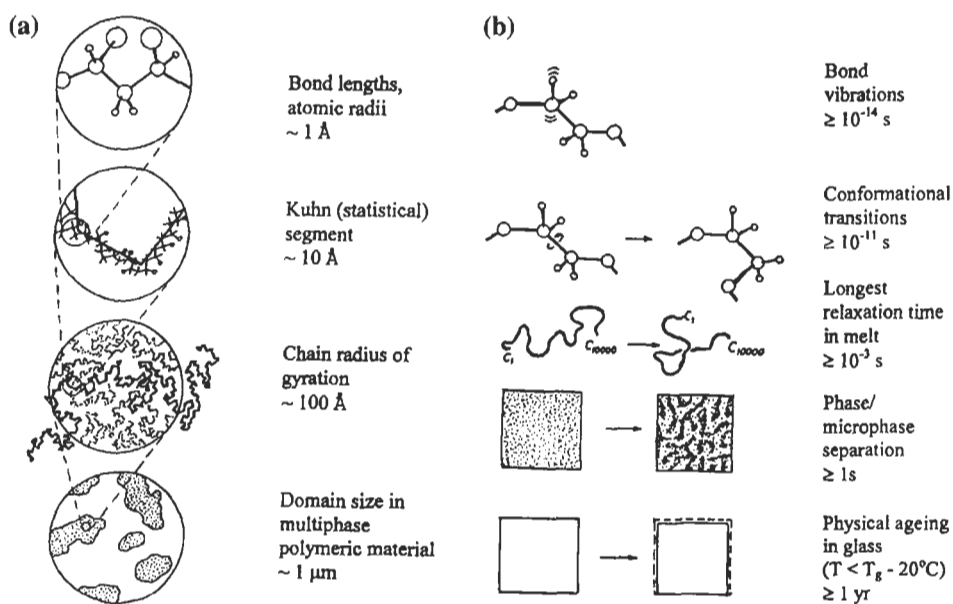 (a)
Bond lengths,
atomic radii
~ 1 Å
Kuhn (statistical)
segment
~ 10 Å
Chain radius of
gyration
~ 100 Å
Domain size in
multiphase
polymeric material
~ 1 μm
(b)
Bond
vibrations
≥ 10⁻¹⁴ s
Conformational
transitions
≥ 10⁻¹¹ s
C₁
C₁₀₀₀₀
C₁
C₁₀₀₀₀
Longest
relaxation time
in melt
≥ 10⁻³ s
Phase/
microphase
separation
≥ 1s
Physical ageing
in glass
(T < Tg - 20°C)
≥ 1 yr